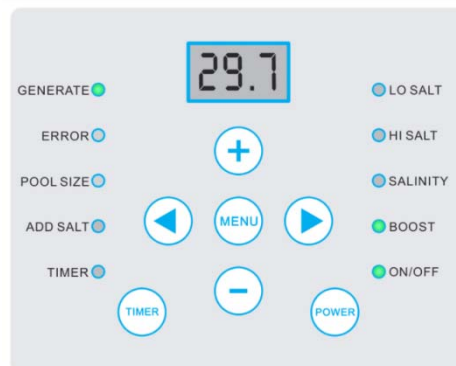 29.7
GENERATE
LO SALT
ERROR
HI SALT
POOL SIZE
SALINITY
ADD SALT
MENU
BOOST
TIMER
ON/OFF
TIMER
POWER